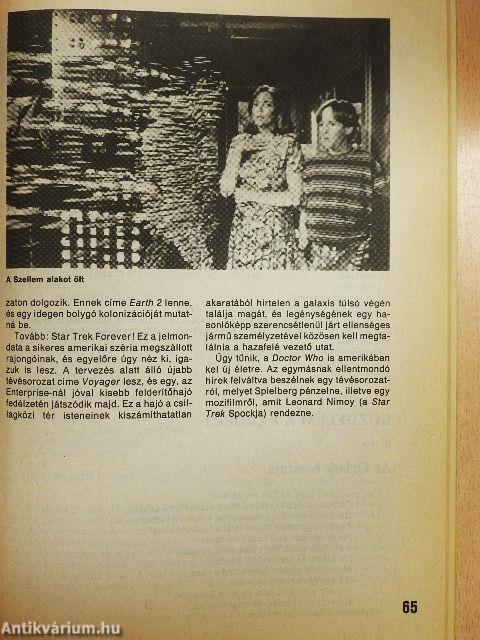 A Szellem alakot ölt
zaton dolgozik. Ennek címe Earth 2 lenne,
és egy idegen bolygó kolonizációját mutat-
ná be.
Tovább: Star Trek Forever! Ez a jelmon-
data a sikeres amerikai széria megszállott
rajongóinak, és egyelőre úgy néz ki, iga-
zuk is lesz. A tervezés alatt álló újabb
tévésorozat címe Voyager lesz, és egy, az
Enterprise-nál jóval kisebb felderítőhajó
fedélzetén játszódik majd. Ez a hajó a csil-
lagközi tér isteneinek kiszámíthatatlan
akaratából hirtelen a galaxis túlsó végén
találja magát, és legénységének egy ha-
sonlóképp szerencsétlenül járt ellenséges
jármű személyzetével közösen kell megta-
lálnia a hazafelé vezető utat.
Úgy tűnik, a Doctor Who is amerikában
kel új életre. Az egymásnak ellentmondó
hírek felváltva beszélnek egy tévésorozat-
ról, melyet Spielberg pénzelne, illetve egy
mozifilmről, amit Leonard Nimoy (a Star
Trek Spockja) rendezne.
65
Antikvárium.hu